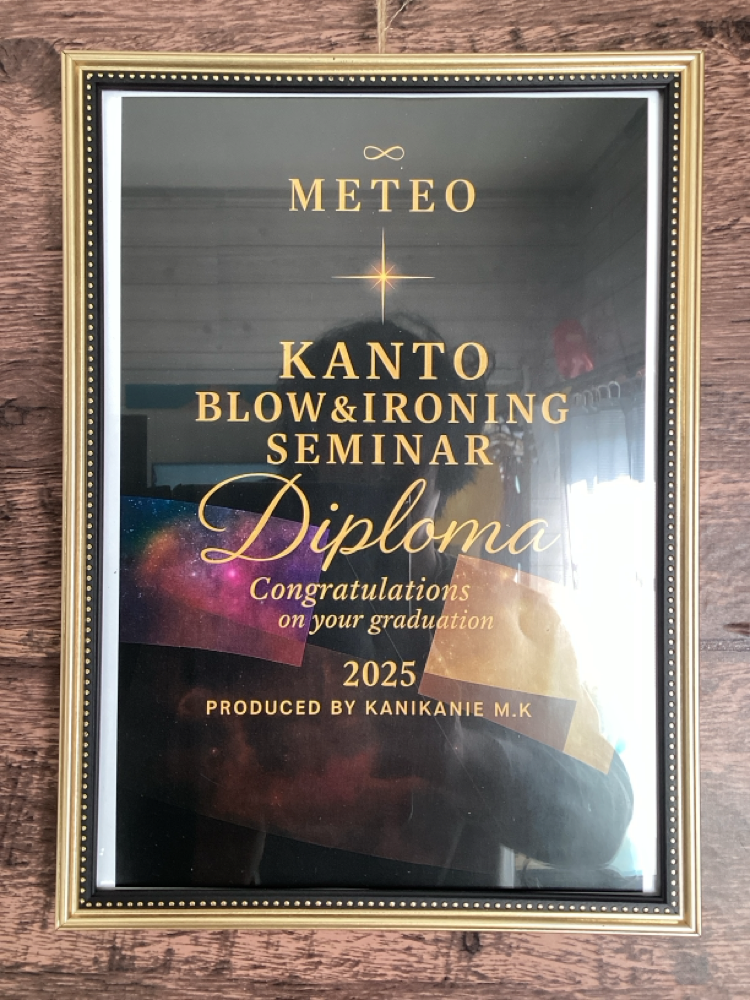 METEO
KANTO
BLOW&IRONING
SEMINAR
Diploma
Congratulations
on your graduation
2025
PRODUCED BY KANIKANIE M.K